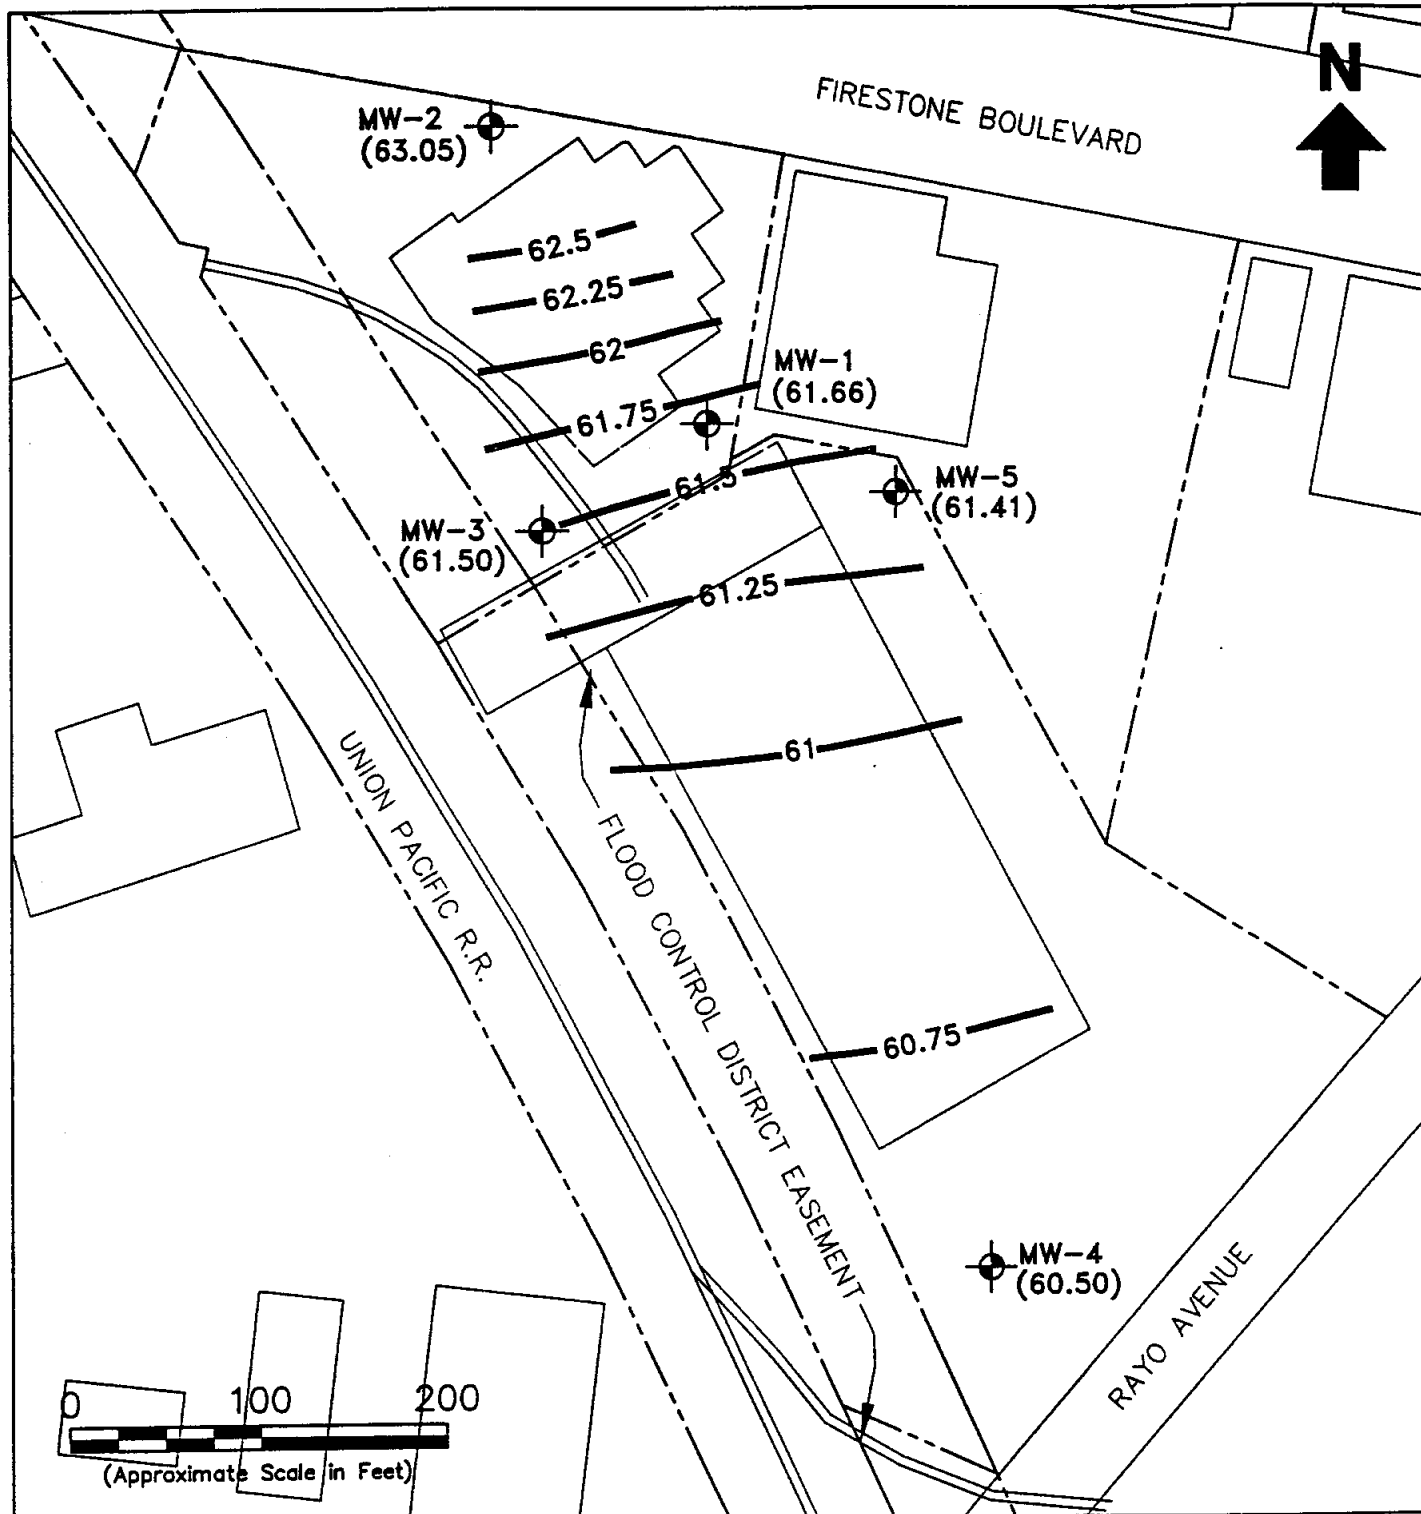 N
FIRESTONE BOULEVARD
MW-2
(63.05)
62.5
62.25
62
MW-1
(61.66)
61.75
61.5
MW-5
(61.41)
MW-3
(61.50)
61.25
61
UNION PACIFIC R.R.
FLOOD CONTROL DISTRICT EASEMENT
60.75
MW-4
(60.50)
RAYO AVENUE
0 100 200
(Approximate Scale in Feet)